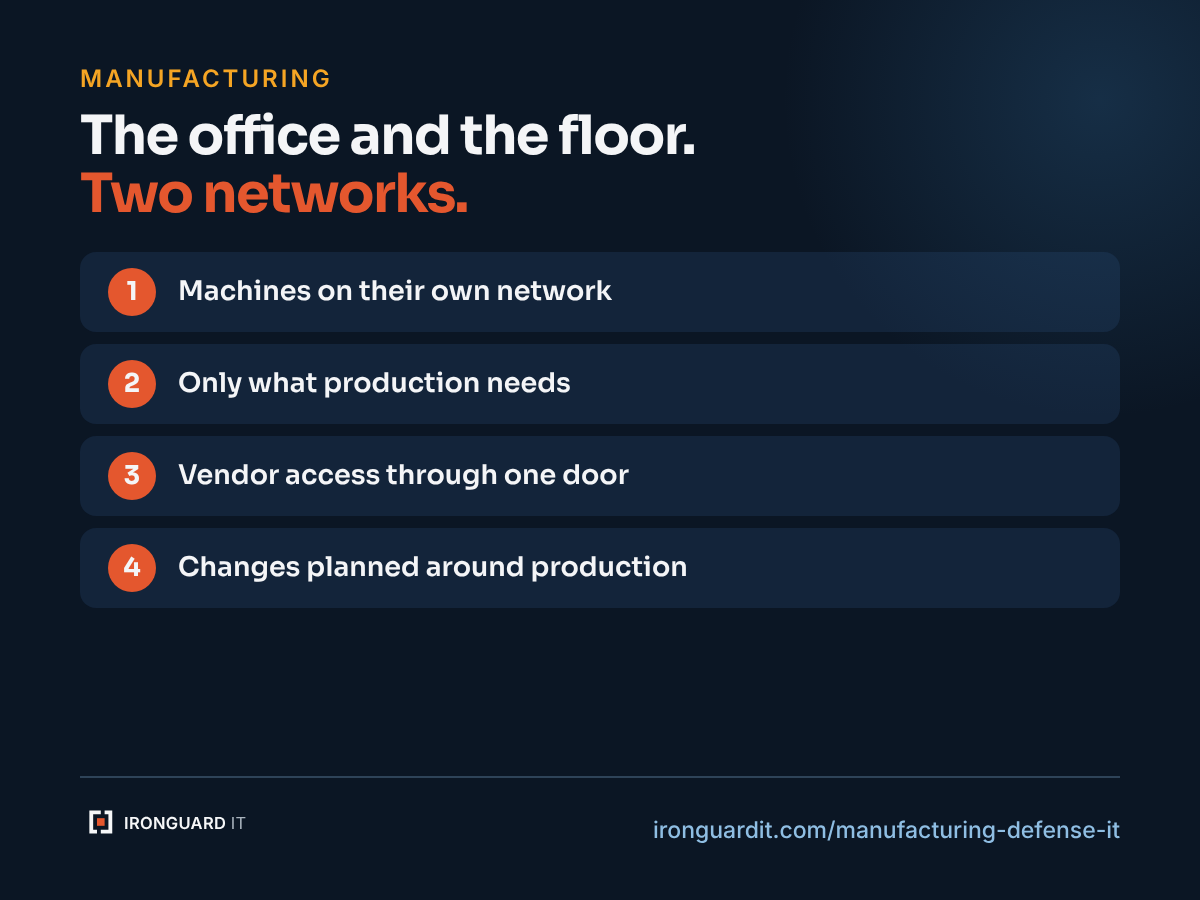 MANUFACTURING
The office and the floor.
Two networks.
1 Machines on their own network
2 Only what production needs
3 Vendor access through one door
4 Changes planned around production
IRONGUARD IT
ironguardit.com/manufacturing-defense-it